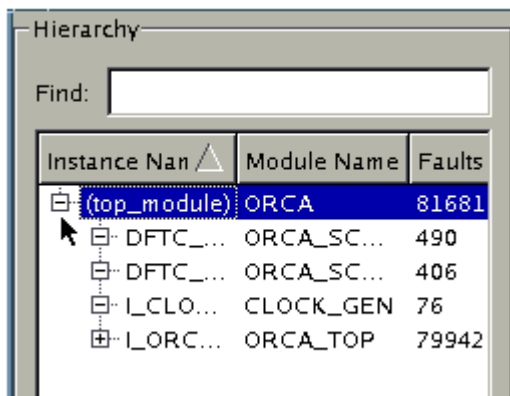 Hierarchy
Find:
Instance Nan Module Name Faults
(top_module) ORCA 81681
DFTC_... ORCA_SC... 490
DFTC_... ORCA_SC... 406
I_CLO... CLOCK_GEN 76
I_ORC... ORCA_TOP 79942